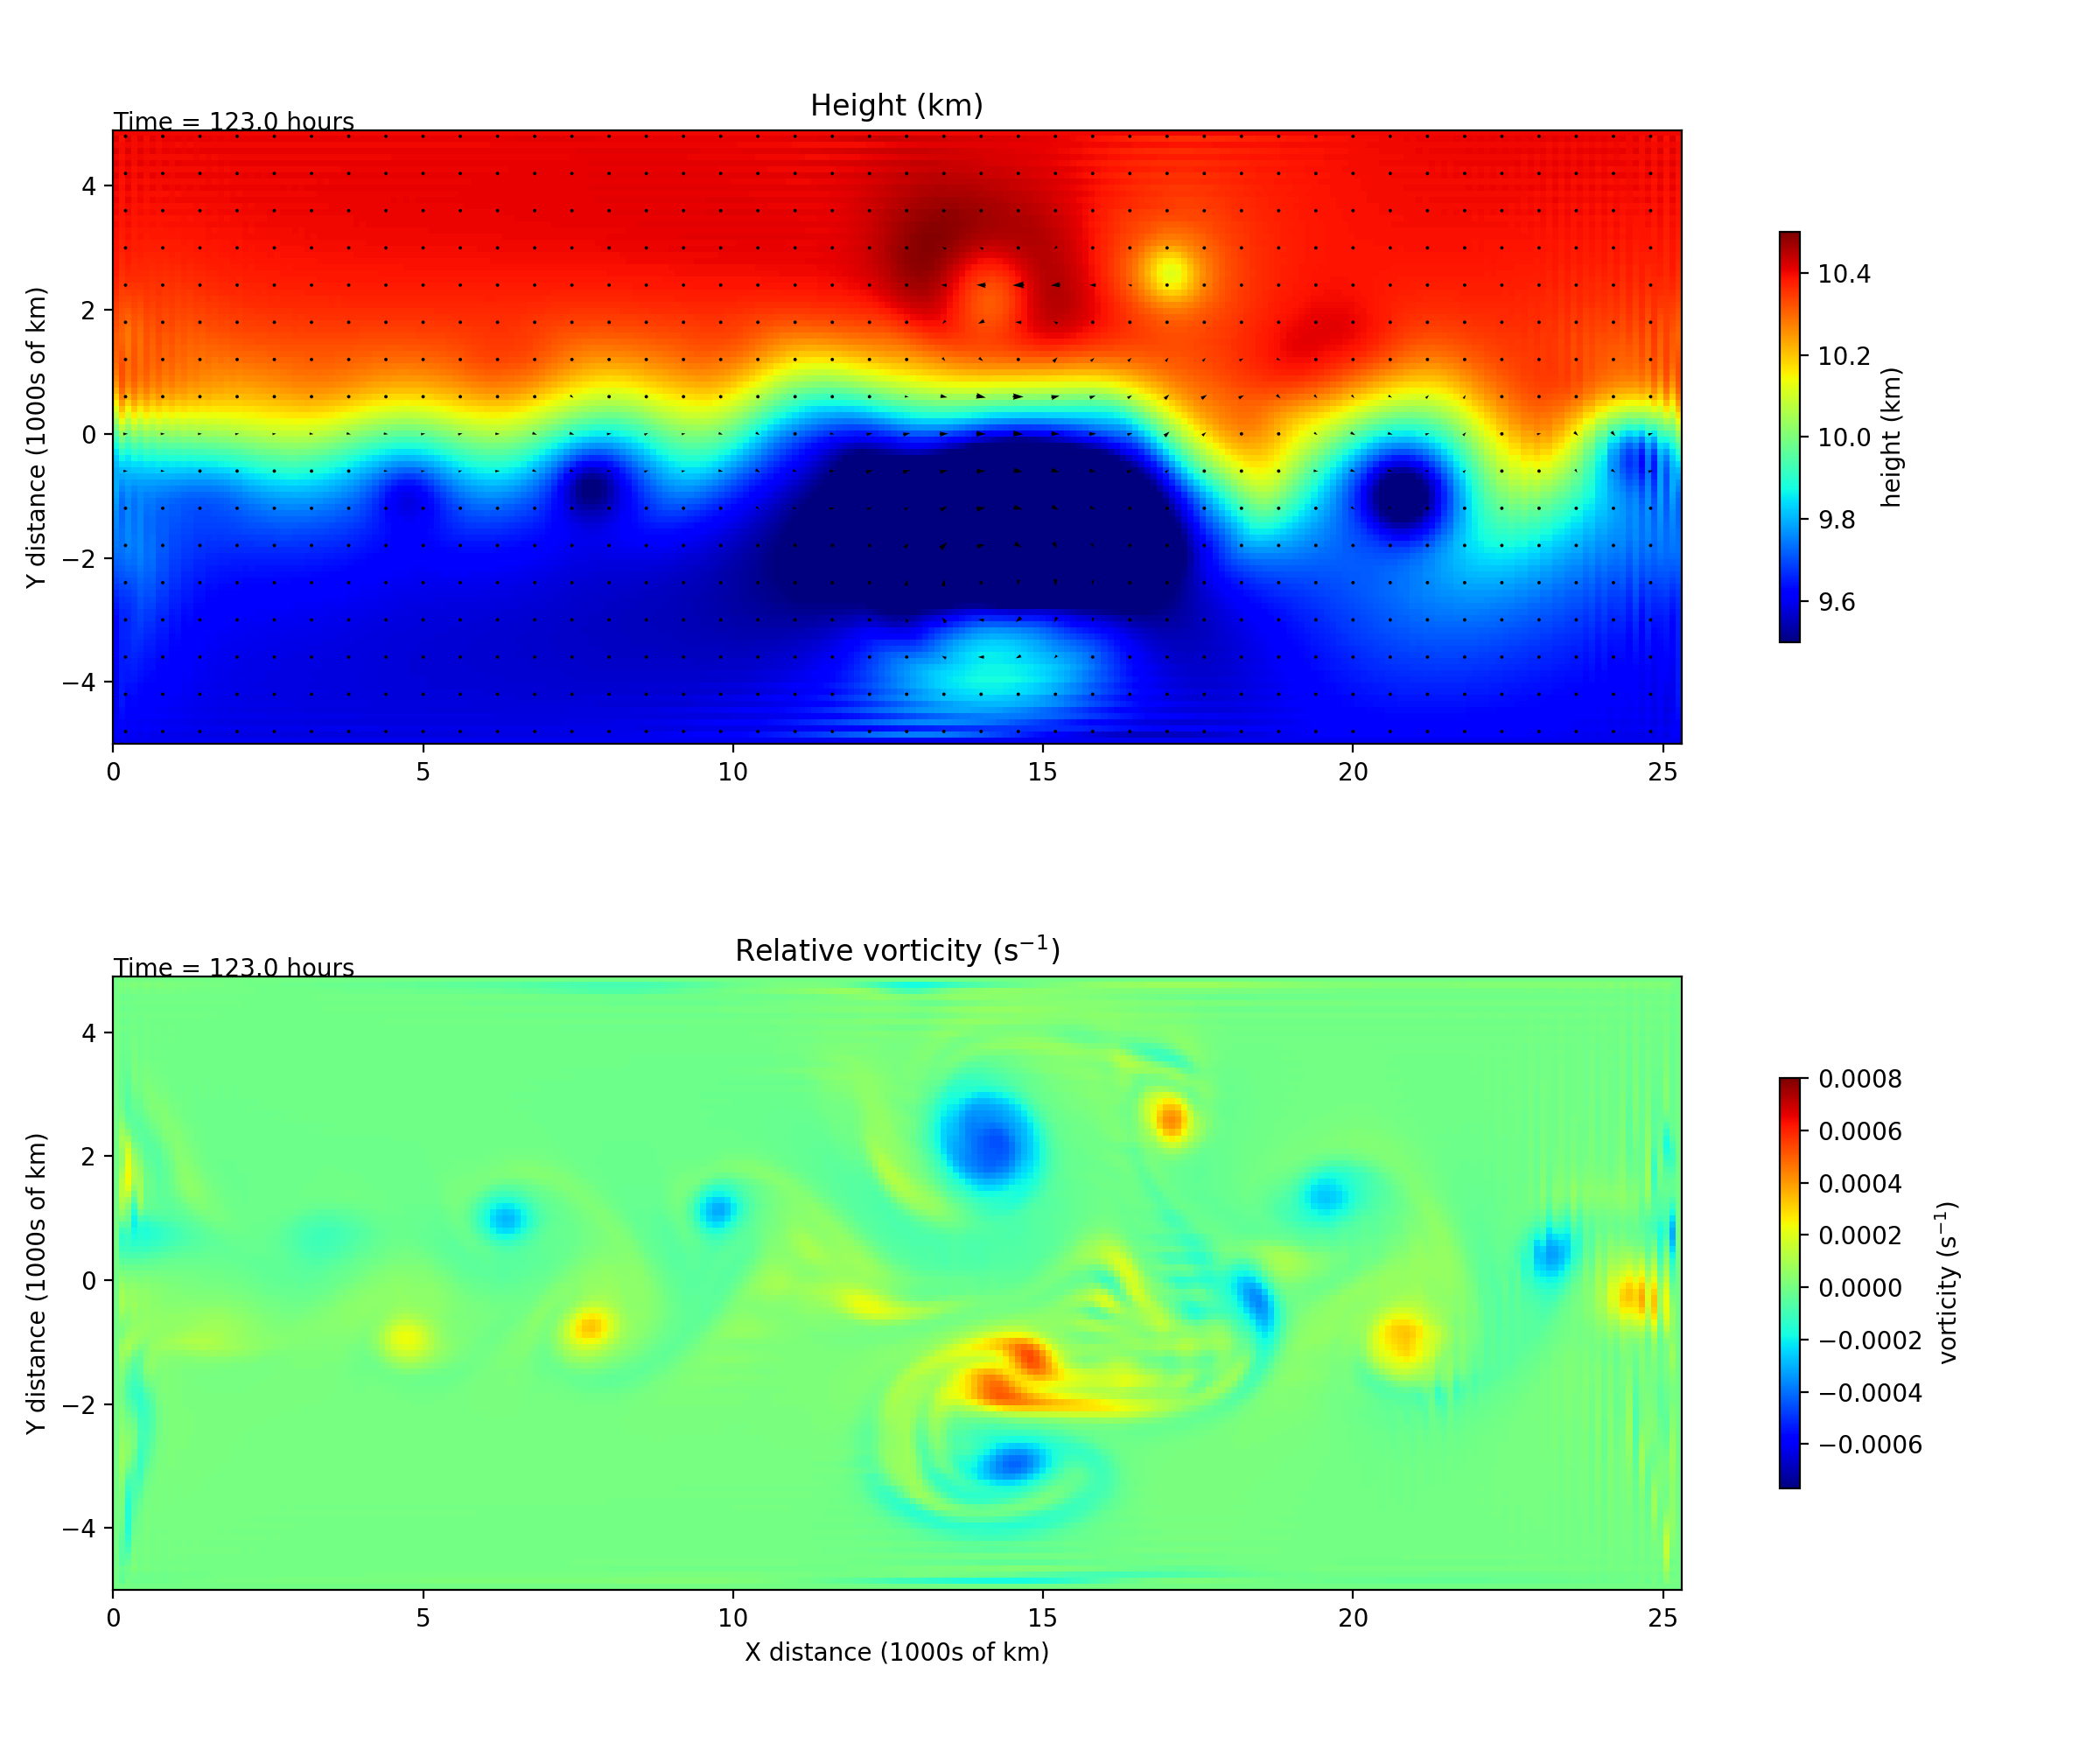 Height (km)
Time = 123.0 hours
4
2
0
−2
−4
Y distance (1000s of km)
0 5 10 15 20 25
10.4
10.2
10.0
9.8
9.6
height (km)
Relative vorticity (s⁻¹)
Time = 123.0 hours
4
2
0
−2
−4
Y distance (1000s of km)
0 5 10 15 20 25
X distance (1000s of km)
0.0008
0.0006
0.0004
0.0002
0.0000
−0.0002
−0.0004
−0.0006
vorticity (s⁻¹)